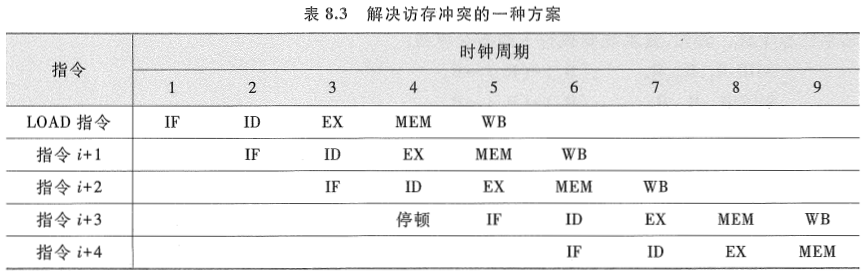 表 8.3 解决访存冲突的一种方案
指令 时钟周期
1 2 3 4 5 6 7 8 9
LOAD 指令 IF ID EX MEM WB
指令 i+1 IF ID EX MEM WB
指令 i+2 IF ID EX MEM WB
指令 i+3 停顿 IF ID EX MEM WB
指令 i+4 IF ID EX MEM